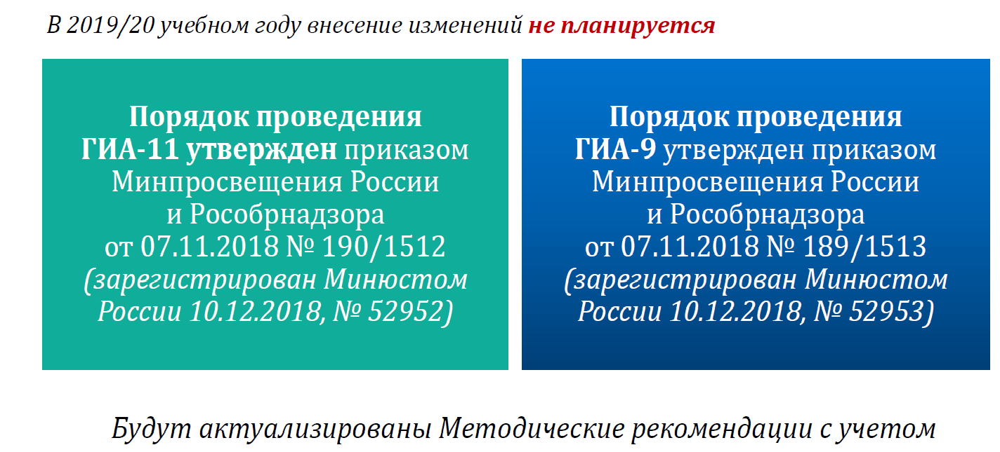 В 2019/20 учебном году внесение изменений не планируется
Порядок проведения
ГИА-11 утвержден приказом
Минпросвещения России
и Рособрнадзора
от 07.11.2018 № 190/1512
(зарегистрирован Минюстом
России 10.12.2018, № 52952)
Порядок проведения
ГИА-9 утвержден приказом
Минпросвещения России
и Рособрнадзора
от 07.11.2018 № 189/1513
(зарегистрирован Минюстом
России 10.12.2018, № 52953)
Будут актуализированы Методические рекомендации с учетом